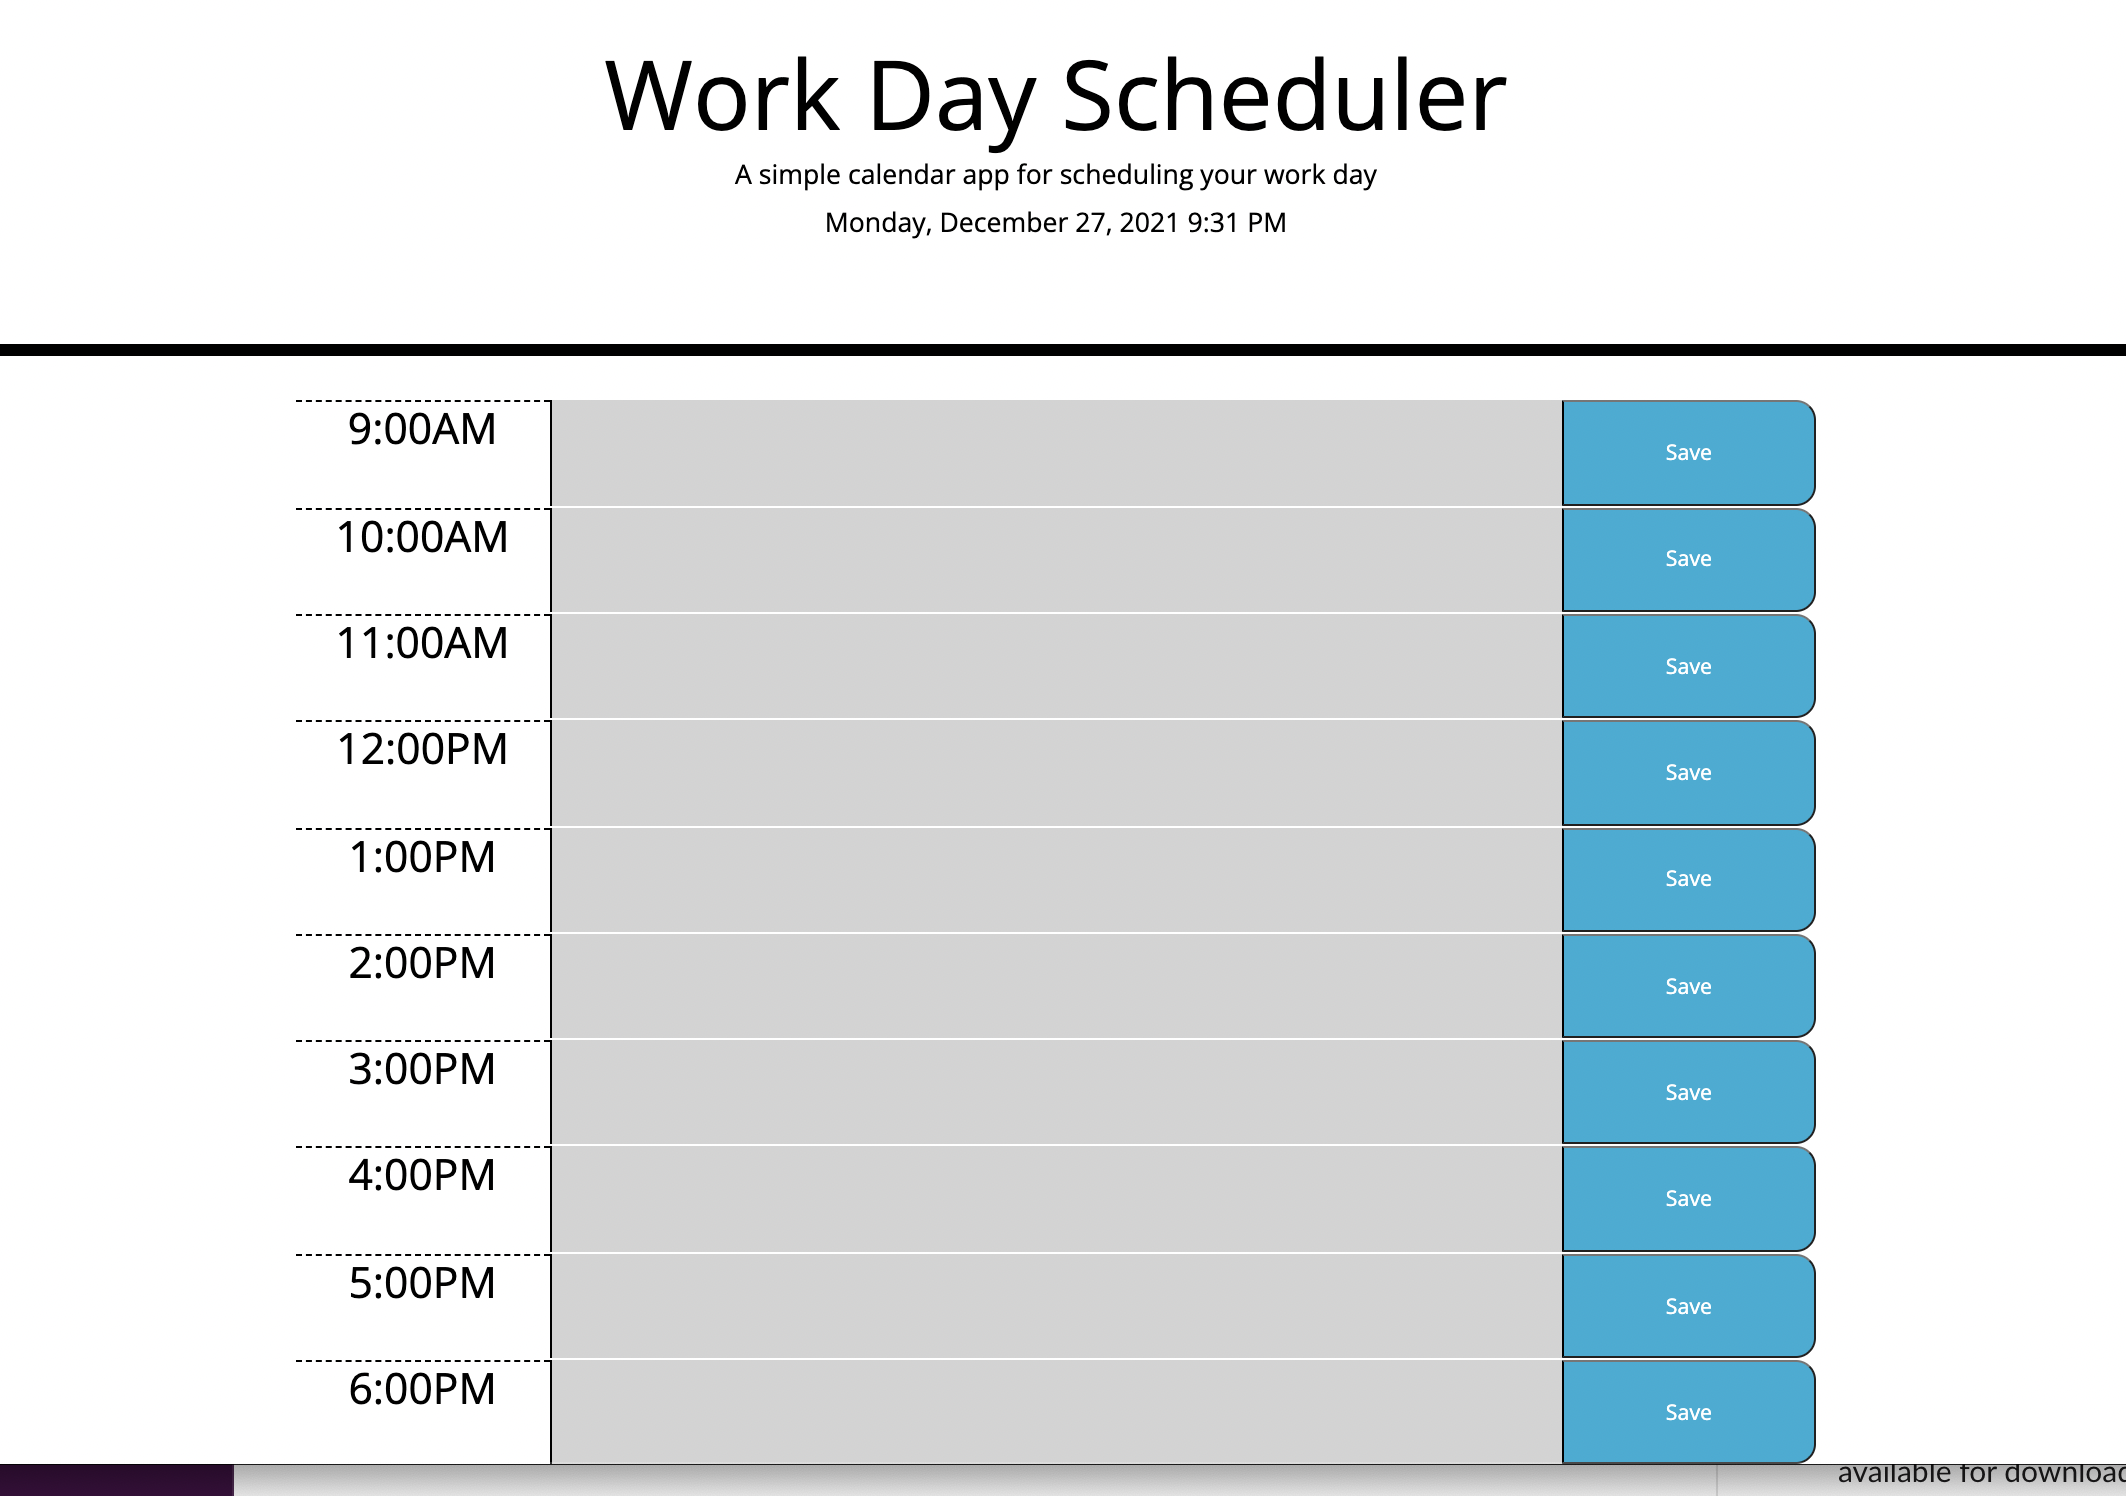 Work Day Scheduler
A simple calendar app for scheduling your work day
Monday, December 27, 2021 9:31 PM
9:00AM Save
10:00AM Save
11:00AM Save
12:00PM Save
1:00PM Save
2:00PM Save
3:00PM Save
4:00PM Save
5:00PM Save
6:00PM Save
available for download